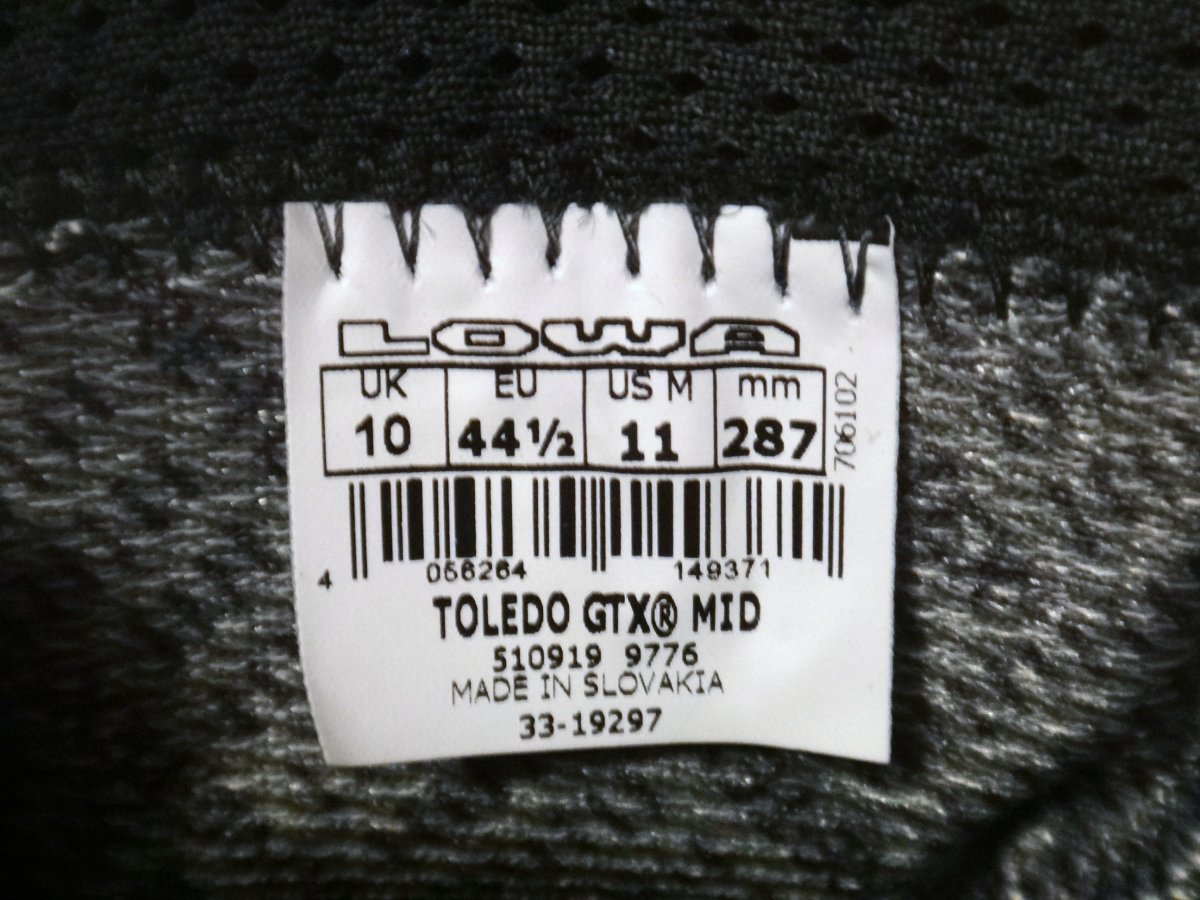 LOWA
UK EU US M mm
10 44½ 11 287
706102
4 056264 149371
TOLEDO GTX® MID
510919 9776
MADE IN SLOVAKIA
33-19297